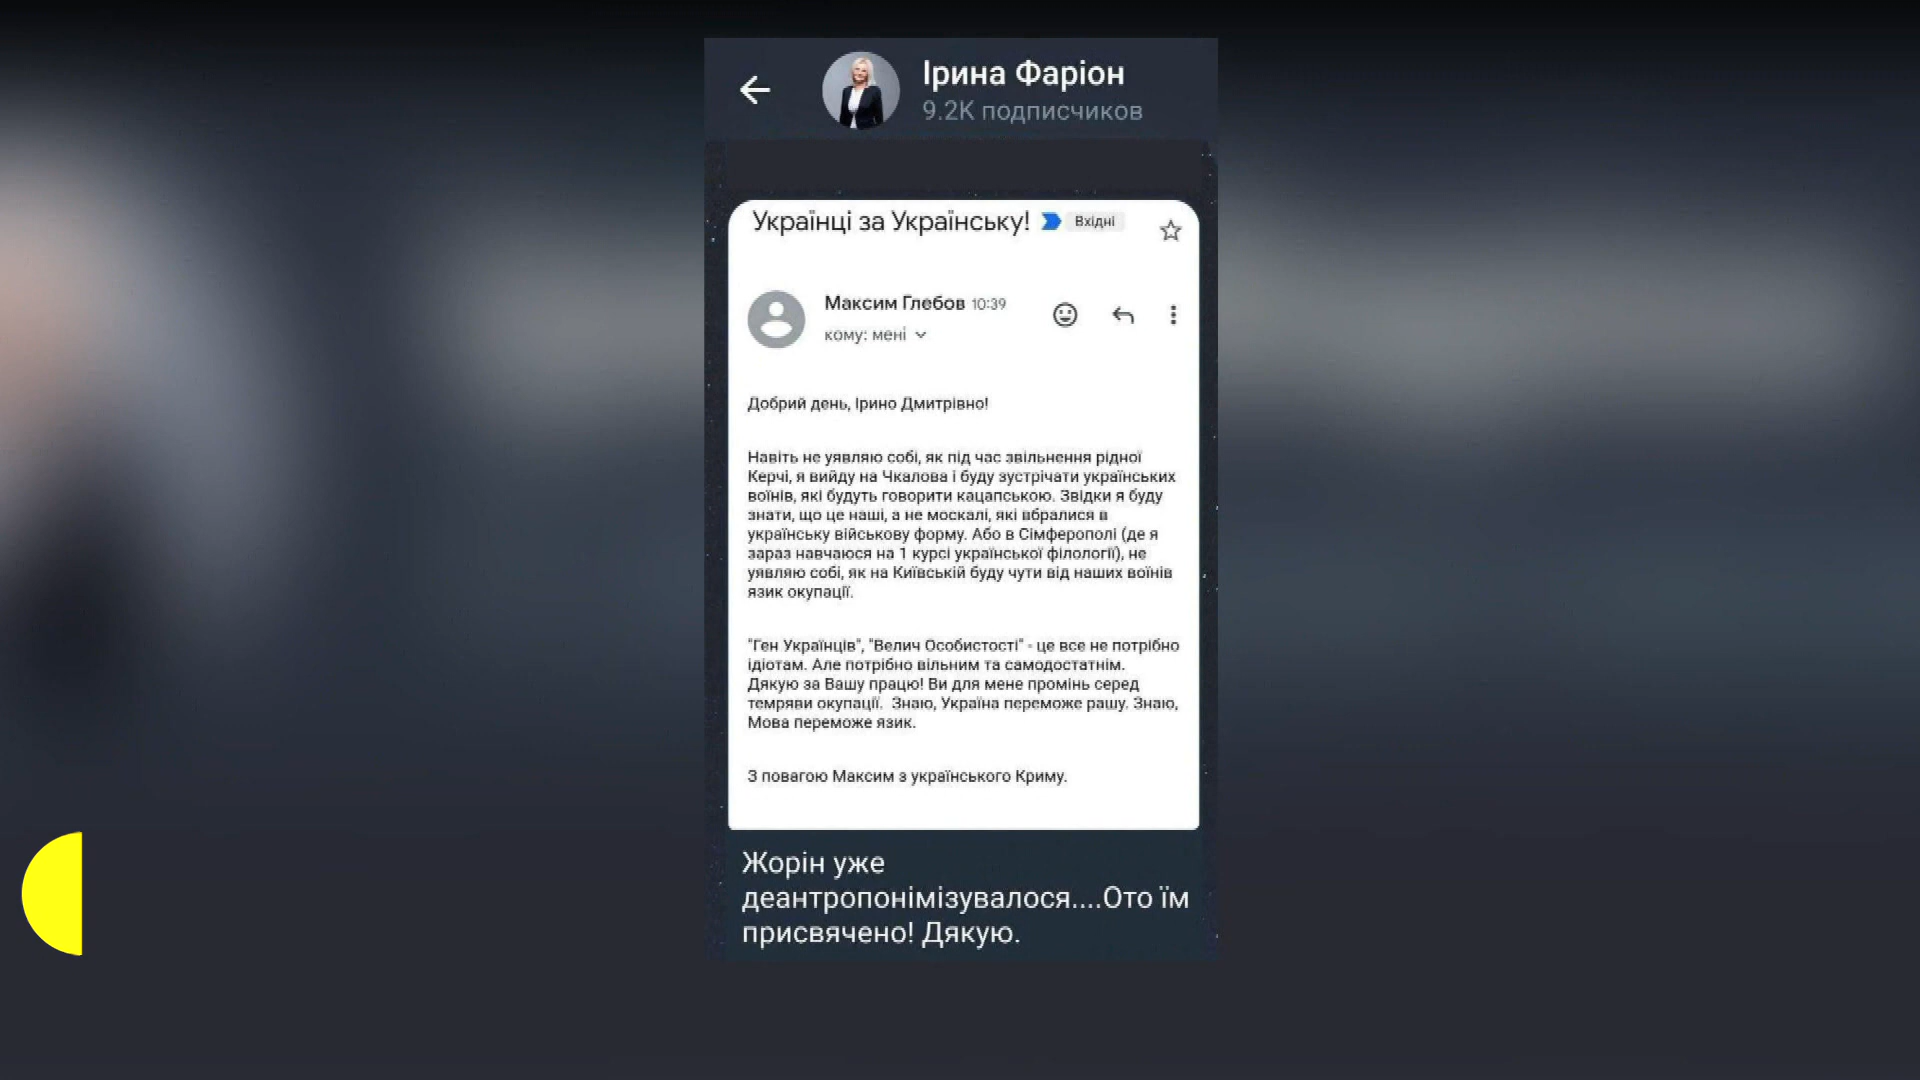 Ірина Фаріон
9.2K подписчиков
Українці за Українську!
Вхідні
Максим Глебов 10:39
кому: мені
Добрий день, Ірино Дмитрівно!
Навіть не уявляю собі, як під час звільнення рідної
Керчі, я вийду на Чкалова і буду зустрічати українських
воїнів, які будуть говорити кацапською. Звідки я буду
знати, що це наші, а не москалі, які вбралися в
українську військову форму. Або в Сімферополі (де я
зараз навчаюся на 1 курсі української філології), не
уявляю собі, як на Київській буду чути від наших воїнів
язик окупації.
"Ген Українців", "Велич Особистості" - це все не потрібно
ідіотам. Але потрібно вільним та самодостатнім.
Дякую за Вашу працю! Ви для мене промінь серед
темряви окупації.  Знаю, Україна переможе рашу. Знаю,
Мова переможе язик.
З повагою Максим з українського Криму.
Жорін уже
деантропонімізувалося....Ото їм
присвячено! Дякую.